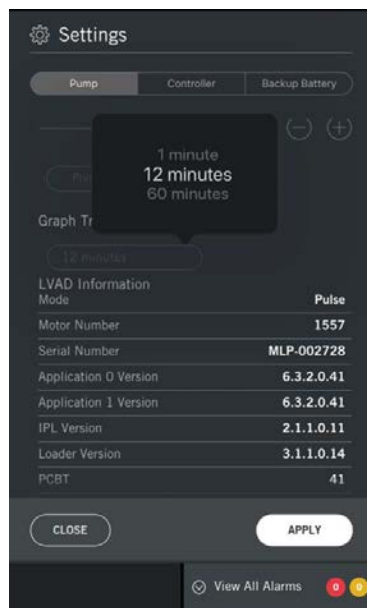 Settings
Pump Controller Backup Battery
1 minute
12 minutes
60 minutes
Graph Tr
12 minutes
LVAD Information
Mode Pulse
Motor Number 1557
Serial Number MLP-002728
Application 0 Version 6.3.2.0.41
Application 1 Version 6.3.2.0.41
IPL Version 2.1.1.0.11
Loader Version 3.1.1.0.14
PCBT 41
CLOSE APPLY
View All Alarms 0 0